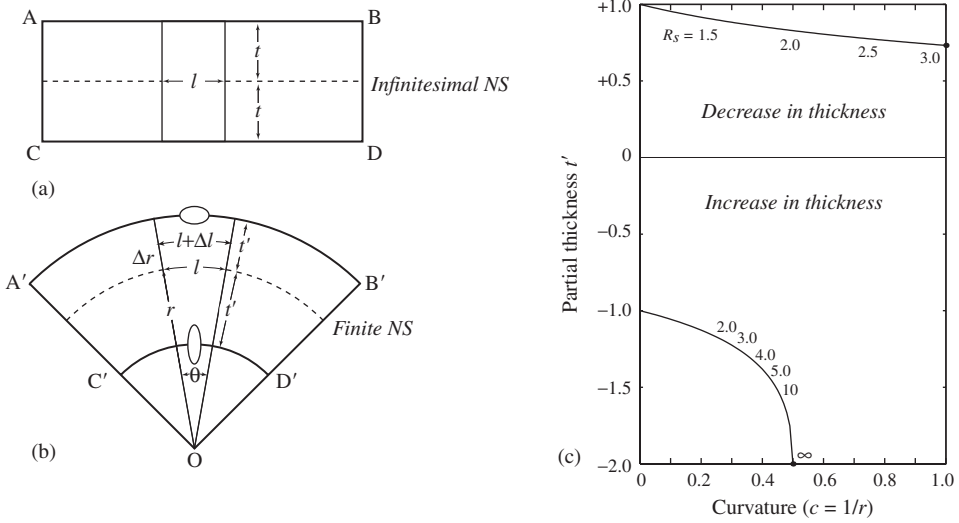 A B
t
l
Infinitesimal NS
t
C D
(a)
l+Δl
t′
Δr
l
A′ B′
r
t′
Finite NS
C′ D′
θ
(b)
O
+1.0
Rs = 1.5
2.0
2.5
3.0
+0.5
Decrease in thickness
0
Increase in thickness
−0.5
Partial thickness t′
−1.0
2.0
3.0
4.0
5.0
10
−1.5
∞
(c)
−2.0
0 0.2 0.4 0.6 0.8 1.0
Curvature (c = 1/r)